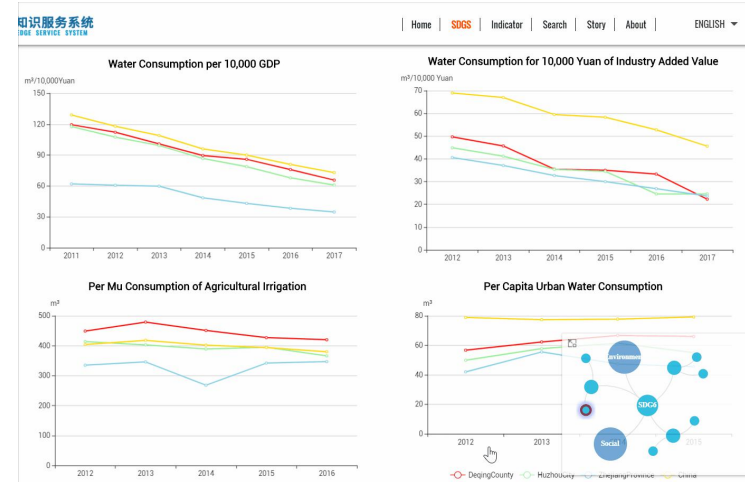 知识服务系统
EDGE SERVICE SYSTEM
Home SDGS Indicator Search Story About ENGLISH
Water Consumption per 10,000 GDP
m³/10,000Yuan
150
120
90
60
30
0
2011 2012 2013 2014 2015 2016 2017
Water Consumption for 10,000 Yuan of Industry Added Value
m³/10,000 Yuan
70
60
50
40
30
20
10
0
2012 2013 2014 2015 2016 2017
Per Mu Consumption of Agricultural Irrigation
m³
500
400
300
200
100
0
2012 2013 2014 2015 2016
Per Capita Urban Water Consumption
m³
80
60
40
20
0
2012 2013 2014 2015
Environmen
SDG6
Social
DeqingCounty HuzhouCity ZhejiangProvince China